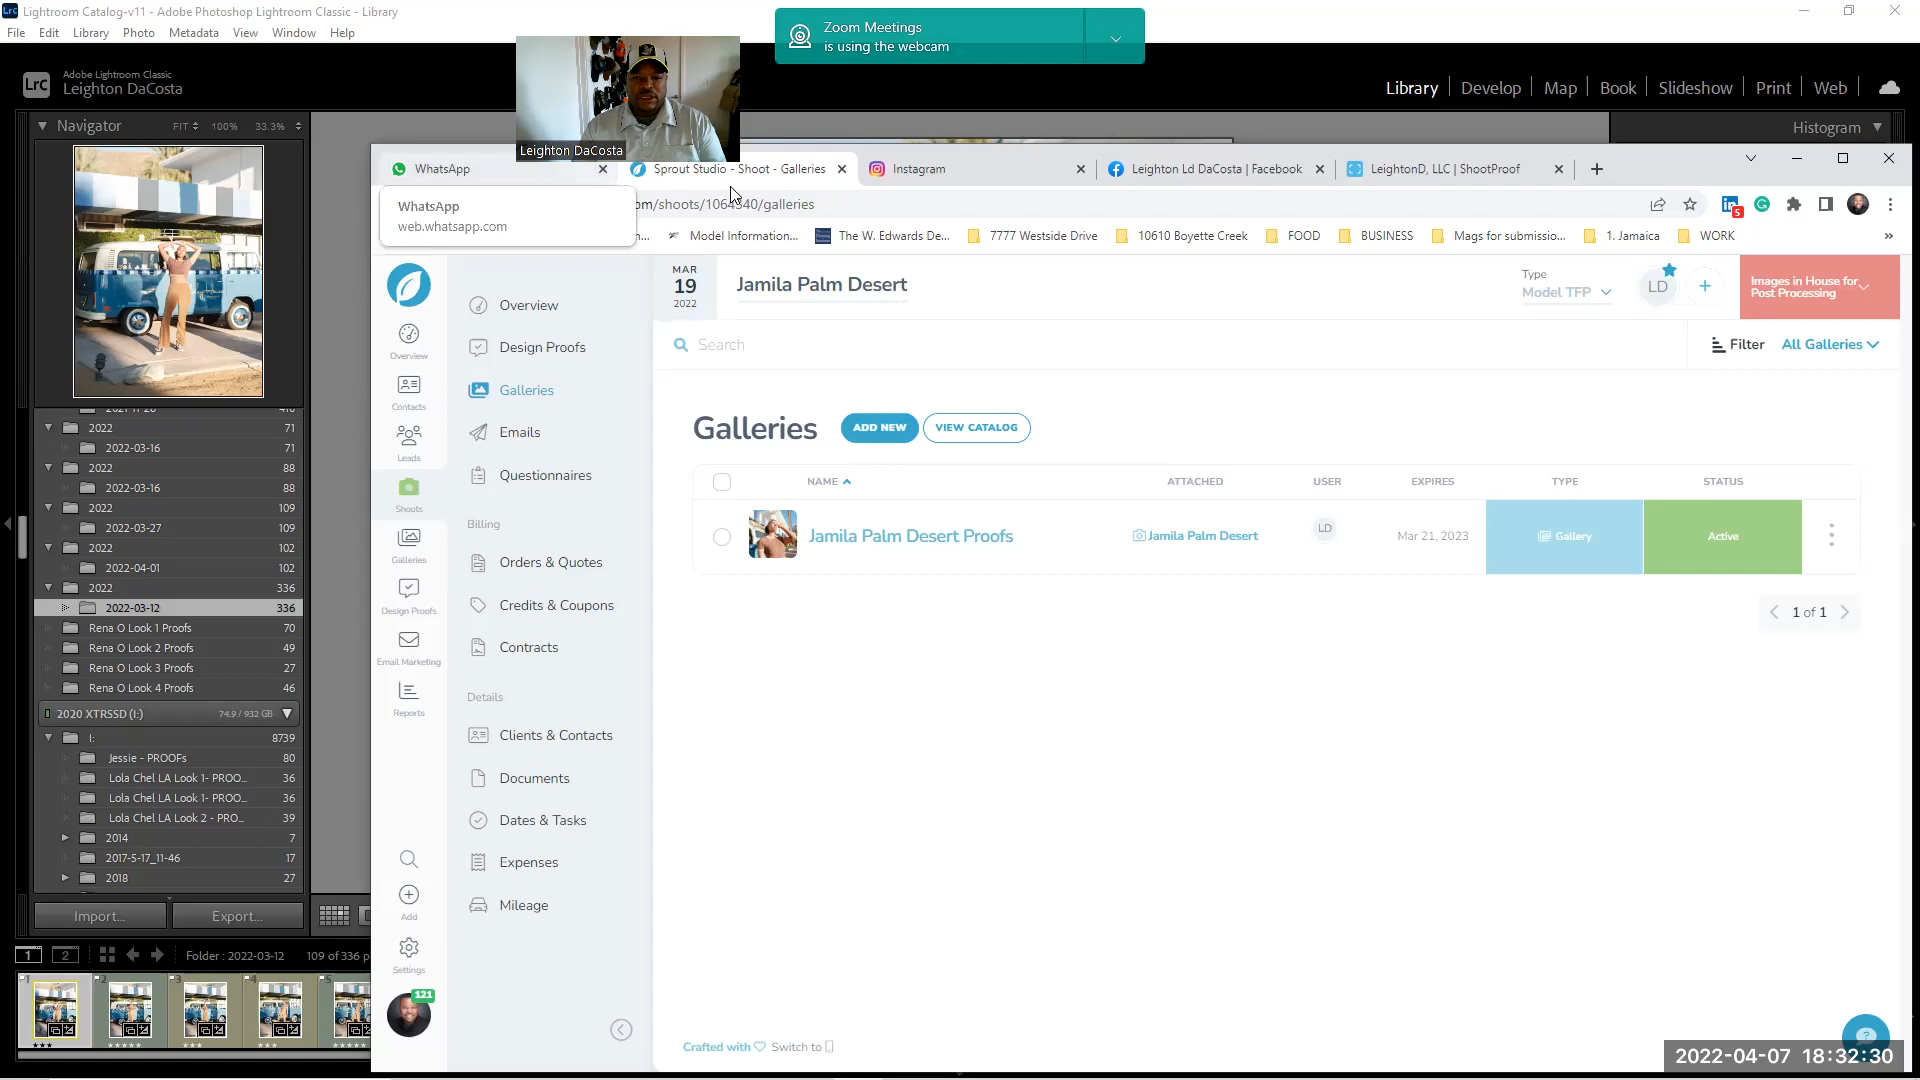 Lightroom Catalog-v11 - Adobe Photoshop Lightroom Classic - Library
File Edit Library Photo Metadata View Window Help
Zoom Meetings
is using the webcam
LrC
Adobe Lightroom Classic
Leighton DaCosta
Library Develop Map Book Slideshow Print Web
Navigator FIT 100% 33.3%
Histogram
Leighton DaCosta
WhatsApp
Sprout Studio - Shoot - Galleries
Instagram
Leighton Ld DaCosta | Facebook
LeightonD, LLC | ShootProof
WhatsApp
web.whatsapp.com
om/shoots/1064340/galleries
5
Model Information...
The W. Edwards De...
7777 Westside Drive
10610 Boyette Creek
FOOD
BUSINESS
Mags for submissio...
1. Jamaica
WORK
»
2022 71
2022-03-16 71
2022 88
2022-03-16 88
2022 109
2022-03-27 109
2022 102
2022-04-01 102
2022 336
2022-03-12 336
Rena O Look 1 Proofs 70
Rena O Look 2 Proofs 49
Rena O Look 3 Proofs 27
Rena O Look 4 Proofs 46
2020 XTRSSD (I:) 74.9 / 932 GB
I: 8739
Jessie - PROOFs 80
Lola Chel LA Look 1- PROO... 36
Lola Chel LA Look 1- PROO... 36
Lola Chel LA Look 2 - PRO... 39
2014 7
2017-5-17_11-46 17
2018 27
Import... Export...
1 2 Folder : 2022-03-12 109 of 336 p
Overview
Contacts
Leads
Shoots
Galleries
Design Proofs
Email Marketing
Reports
Add
Settings
121
Overview
Design Proofs
Galleries
Emails
Questionnaires
Billing
Orders & Quotes
Credits & Coupons
Contracts
Details
Clients & Contacts
Documents
Dates & Tasks
Expenses
Mileage
MAR
19
2022
Jamila Palm Desert
Type
Model TFP
LD
+
Images in House for
Post Processing
Search
Filter All Galleries
Galleries ADD NEW VIEW CATALOG
NAME ATTACHED USER EXPIRES TYPE STATUS
Jamila Palm Desert Proofs Jamila Palm Desert LD Mar 21, 2023 Gallery Active
1 of 1
Crafted with Switch to
2022-04-07 18:32:30